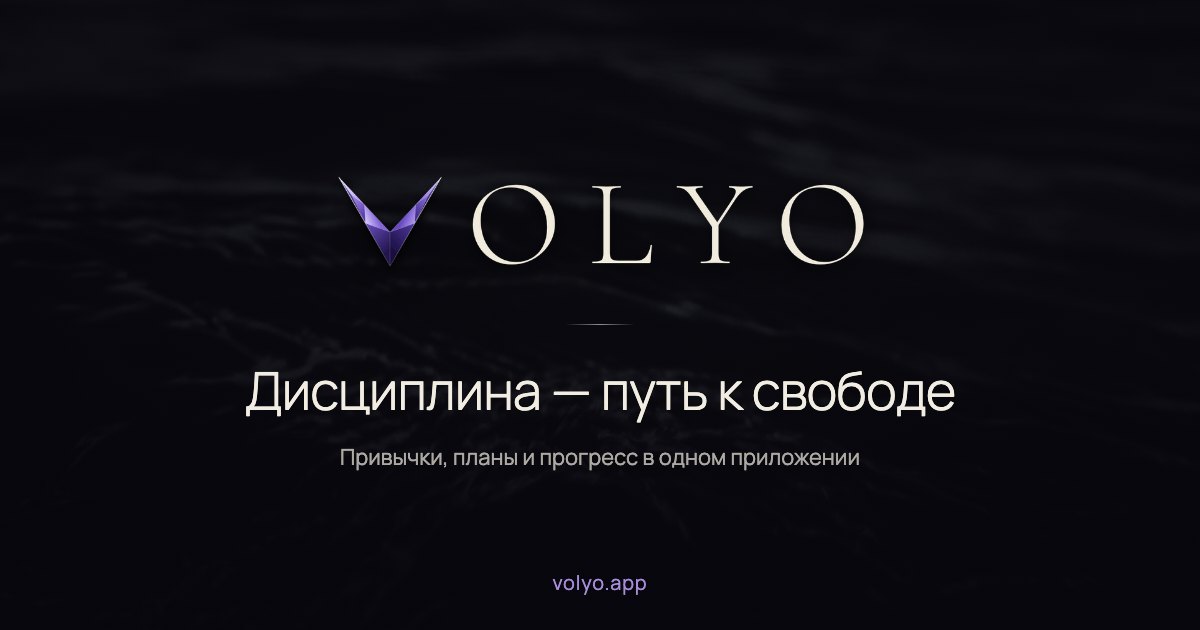 VOLYO
Дисциплина — путь к свободе
Привычки, планы и прогресс в одном приложении
volyo.app